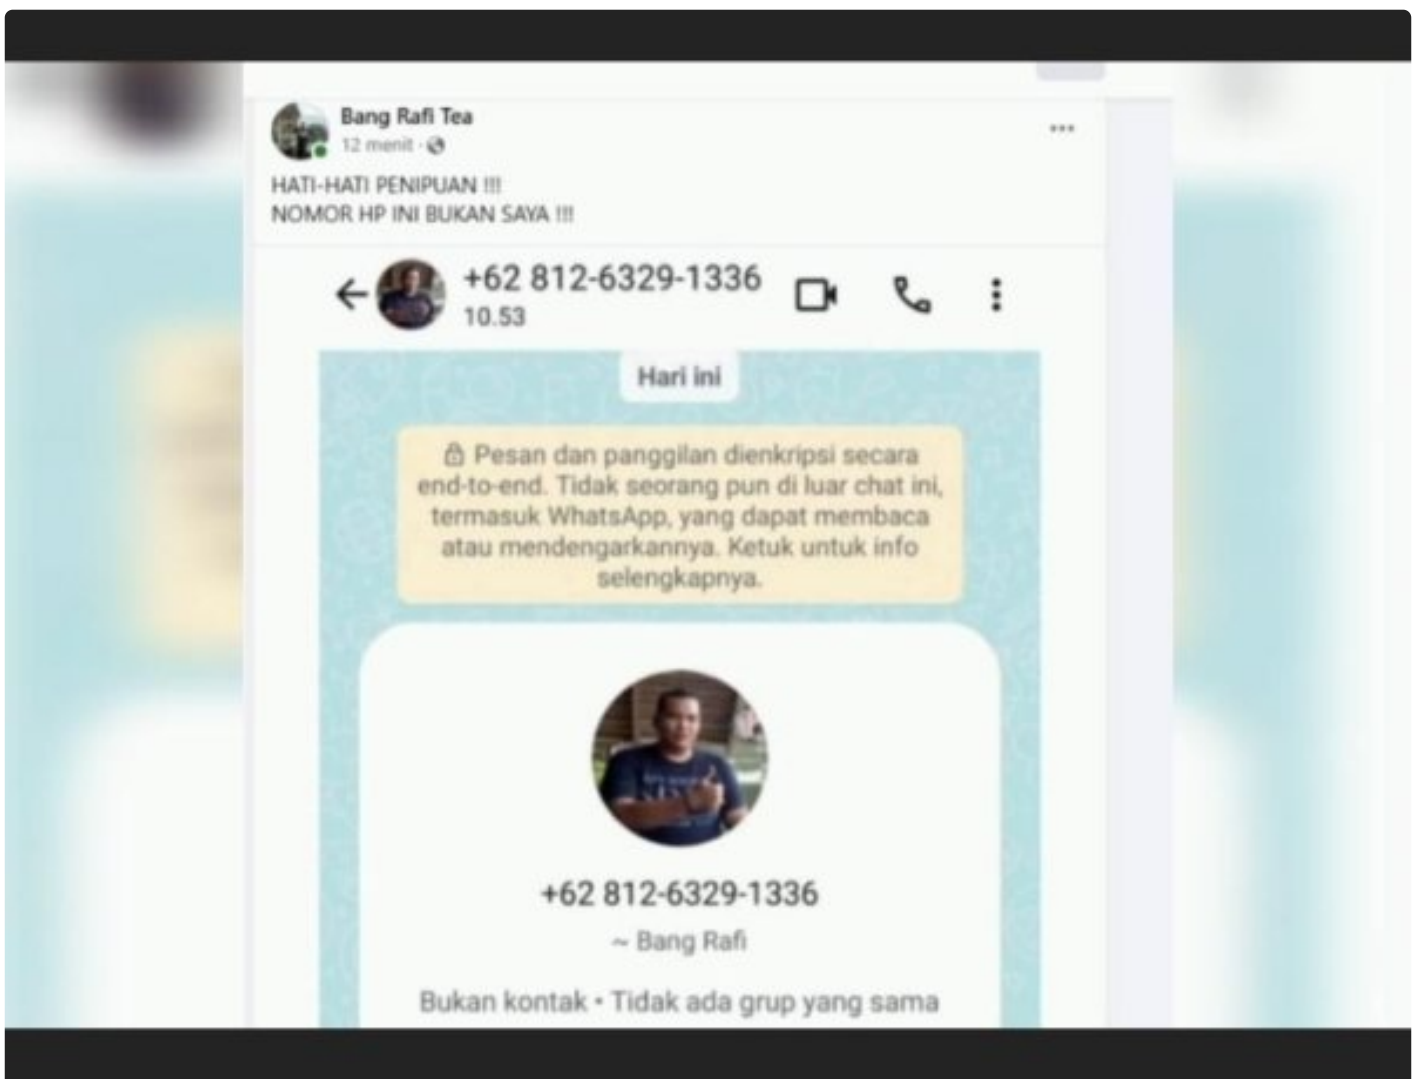 Bang Rafi Tea
12 menit ·
HATI-HATI PENIPUAN !!!
NOMOR HP INI BUKAN SAYA !!!
+62 812-6329-1336
10.53
Hari ini
Pesan dan panggilan dienkripsi secara
end-to-end. Tidak seorang pun di luar chat ini,
termasuk WhatsApp, yang dapat membaca
atau mendengarkannya. Ketuk untuk info
selengkapnya.
+62 812-6329-1336
~ Bang Rafi
Bukan kontak • Tidak ada grup yang sama